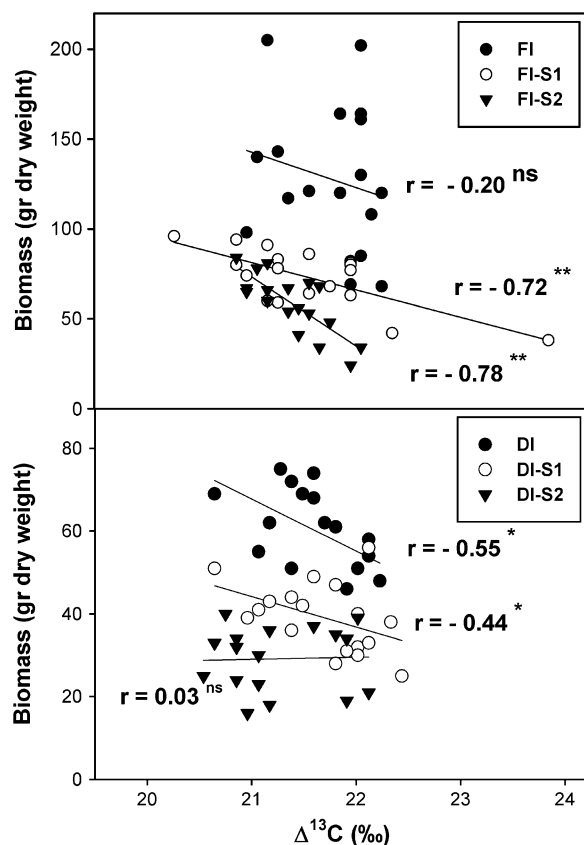 Biomass (gr dry weight)
200
150
100
50
0
FI
FI-S1
FI-S2
r = - 0.20 ns
r = - 0.72 **
r = - 0.78 **
Biomass (gr dry weight)
80
60
40
20
0
DI
DI-S1
DI-S2
r = - 0.55 *
r = - 0.44 *
r = 0.03 ns
20 21 22 23 24
Δ¹³C (‰)